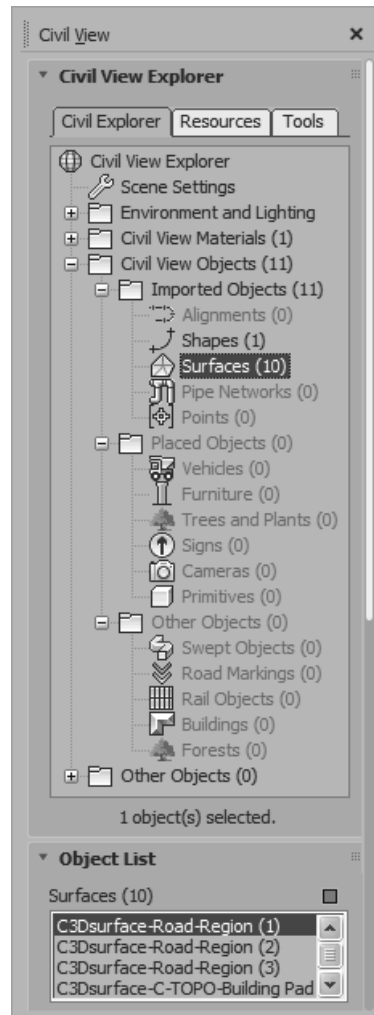 Civil View
Civil View Explorer
Civil Explorer Resources Tools
Civil View Explorer
Scene Settings
Environment and Lighting
Civil View Materials (1)
Civil View Objects (11)
Imported Objects (11)
Alignments (0)
Shapes (1)
Surfaces (10)
Pipe Networks (0)
Points (0)
Placed Objects (0)
Vehicles (0)
Furniture (0)
Trees and Plants (0)
Signs (0)
Cameras (0)
Primitives (0)
Other Objects (0)
Swept Objects (0)
Road Markings (0)
Rail Objects (0)
Buildings (0)
Forests (0)
Other Objects (0)
1 object(s) selected.
Object List
Surfaces (10)
C3Dsurface-Road-Region (1)
C3Dsurface-Road-Region (2)
C3Dsurface-Road-Region (3)
C3Dsurface-C-TOPO-Building Pad